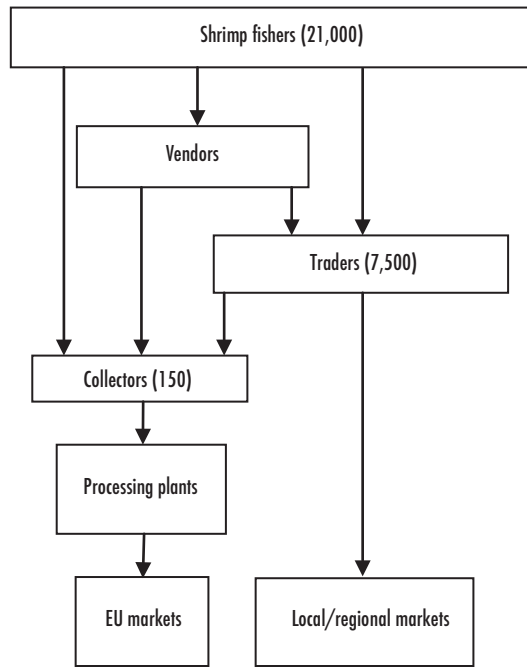 Shrimp fishers (21,000)
Vendors
Traders (7,500)
Collectors (150)
Processing plants
EU markets
Local/regional markets